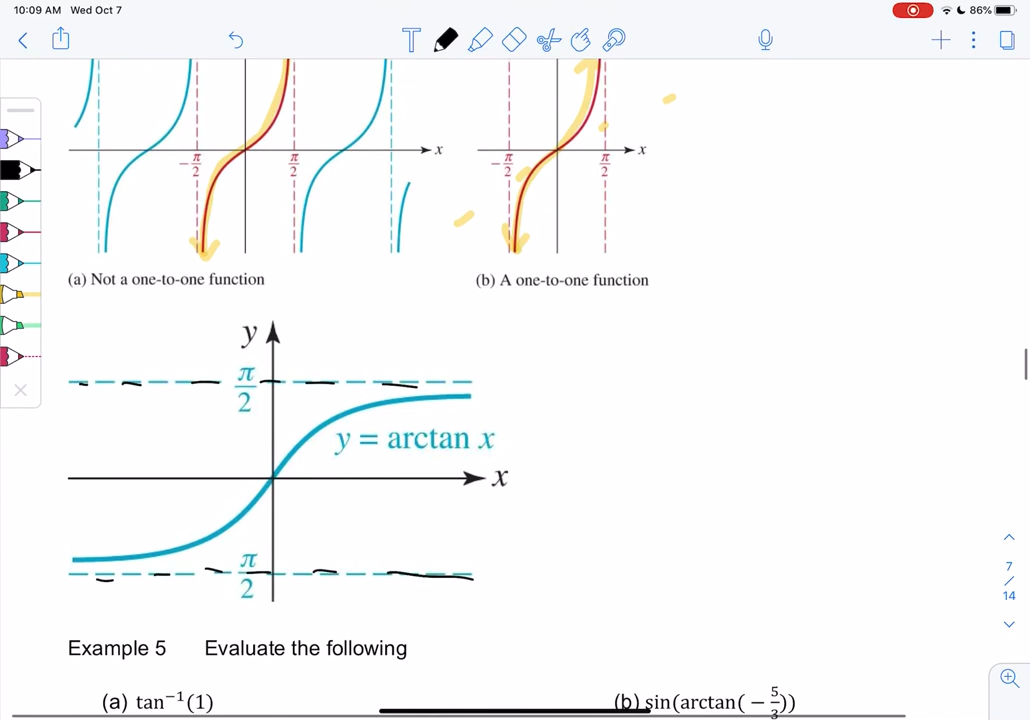 10:09 AM Wed Oct 7
86%
x
x
-π/2
π/2
-π/2
π/2
(a) Not a one-to-one function
(b) A one-to-one function
y
π/2
y = arctan x
x
-π/2
7
/
14
Example 5 Evaluate the following
(a) tan⁻¹(1)
(b) sin(arctan(−5/3))